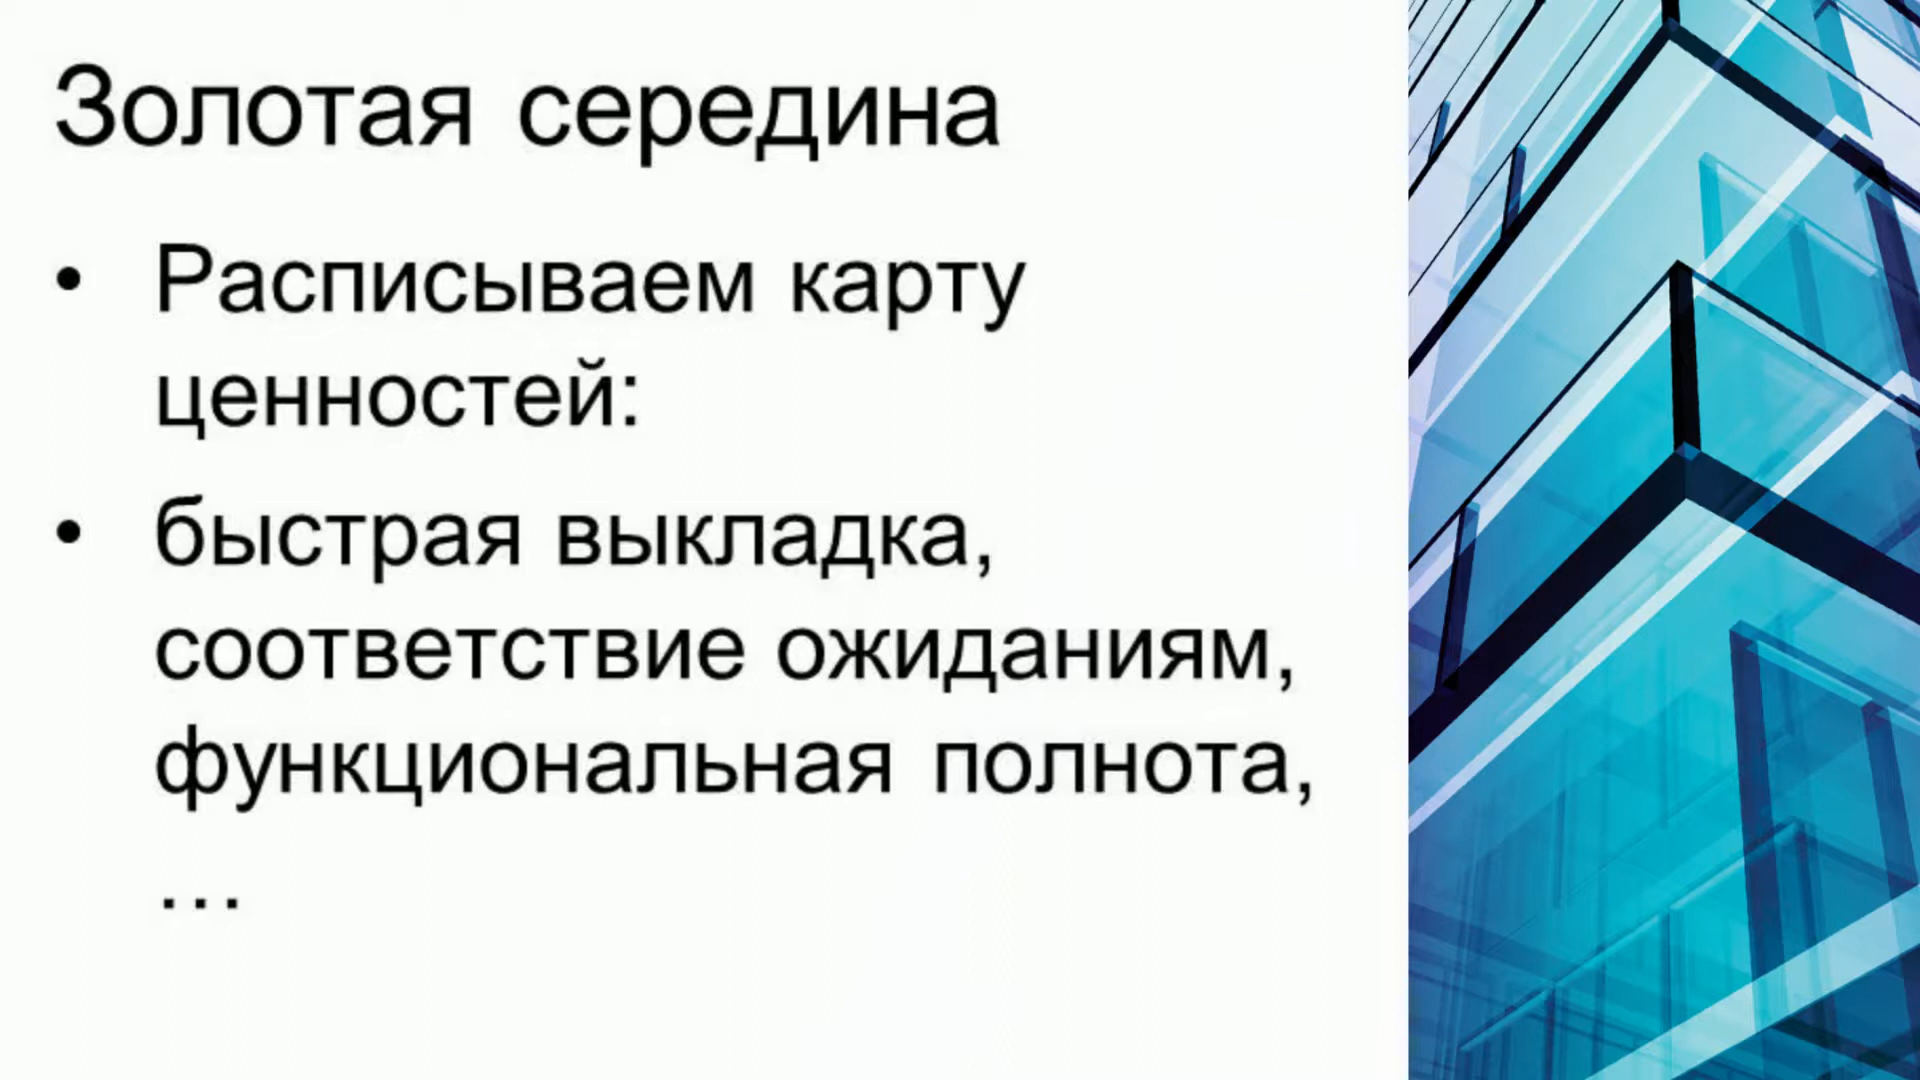 Золотая середина
• Расписываем карту
ценностей:
• быстрая выкладка,
соответствие ожиданиям,
функциональная полнота,
…